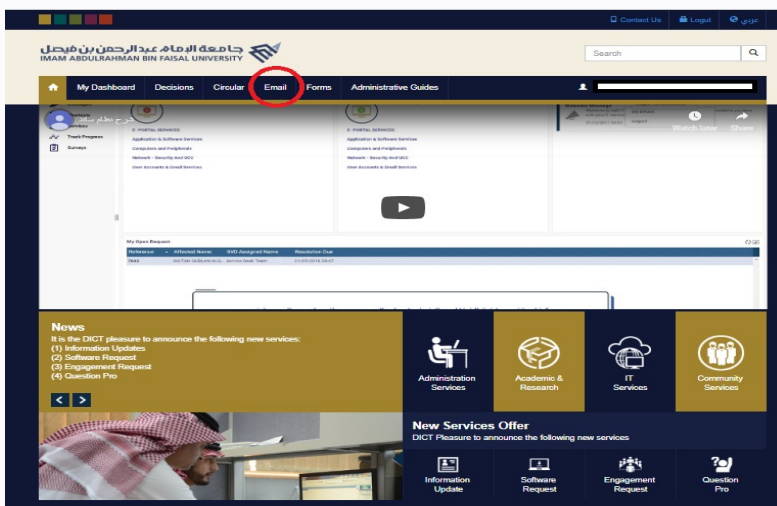 Contact Us
Logut
عربي
جامعة الإمام عبدالرحمن بن فيصل
IMAM ABDULRAHMAN BIN FAISAL UNIVERSITY
Search
My Dashboard
Decisions
Circular
Email
Forms
Administrative Guides
شرح نظام
Watch later
Share
Services
Track Progress
Surveys
E-PORTAL SERVICES
Application & Software Services
Computers and Peripherals
Network - Security And UCC
User Accounts & Email Services
E-PORTAL SERVICES
Application & Software Services
Computers and Peripherals
Network - Security And UCC
User Accounts & Email Services
My Open Request
Reference
Affected Name
SVD Assigned Name
Resolution Due
Service Desk Team
News
It is the DICT pleasure to announce the following new services:
(1) Information Updates
(2) Software Request
(3) Engagement Request
(4) Question Pro
Administration
Services
Academic &
Research
IT
Services
Community
Services
New Services Offer
DICT Pleasure to announce the following new services
Information
Update
Software
Request
Engagement
Request
Question
Pro